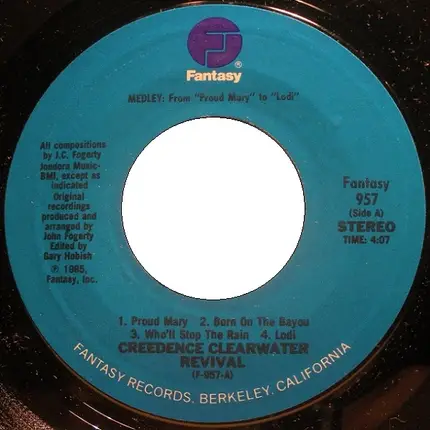 Fantasy®
MEDLEY: From "Proud Mary" to "Lodi"
All compositions
by J.C. Fogerty
Jondora Music-
BMI, except as
indicated
Original
recordings
produced and
arranged by
John Fogerty
Edited by
Gary Hobish
℗ 1985,
Fantasy, Inc.
Fantasy
957
(Side A)
STEREO
TIME: 4:07
1. Proud Mary 2. Born On The Bayou
3. Who'll Stop The Rain 4. Lodi
CREEDENCE CLEARWATER
REVIVAL
(F-957-A)
FANTASY RECORDS, BERKELEY, CALIFORNIA